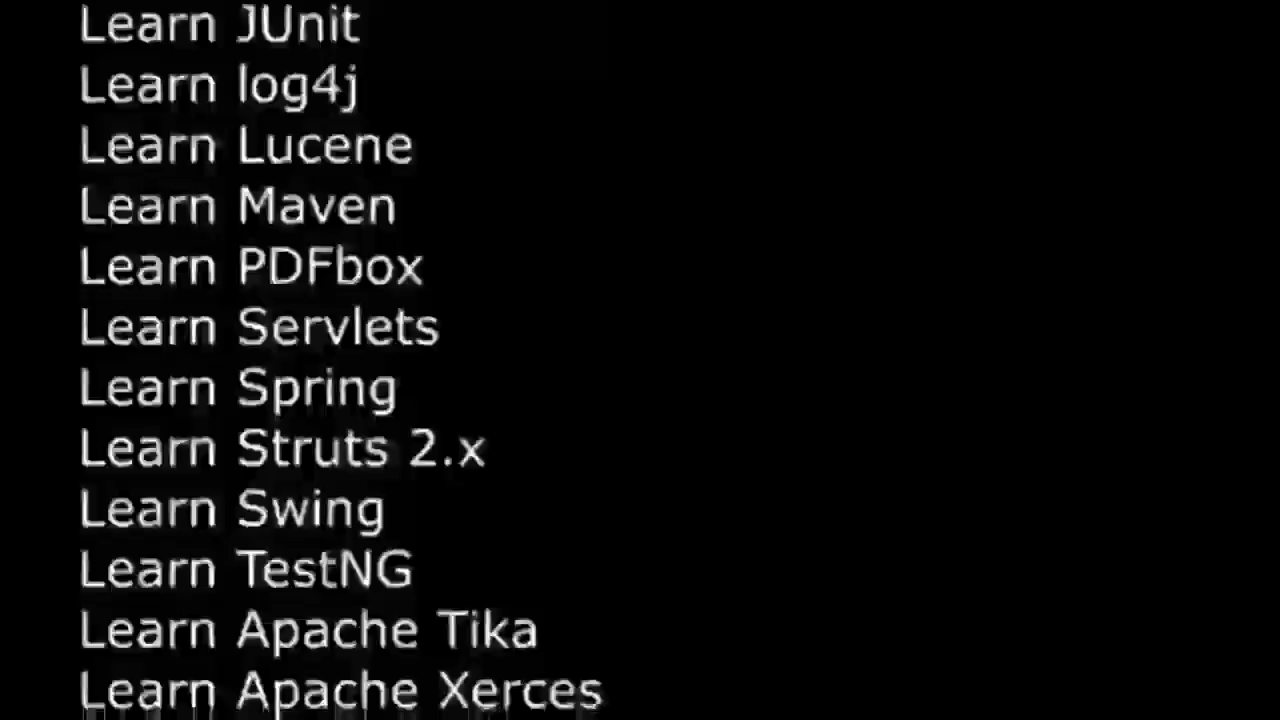 Learn JUnit
Learn log4j
Learn Lucene
Learn Maven
Learn PDFbox
Learn Servlets
Learn Spring
Learn Struts 2.x
Learn Swing
Learn TestNG
Learn Apache Tika
Learn Apache Xerces